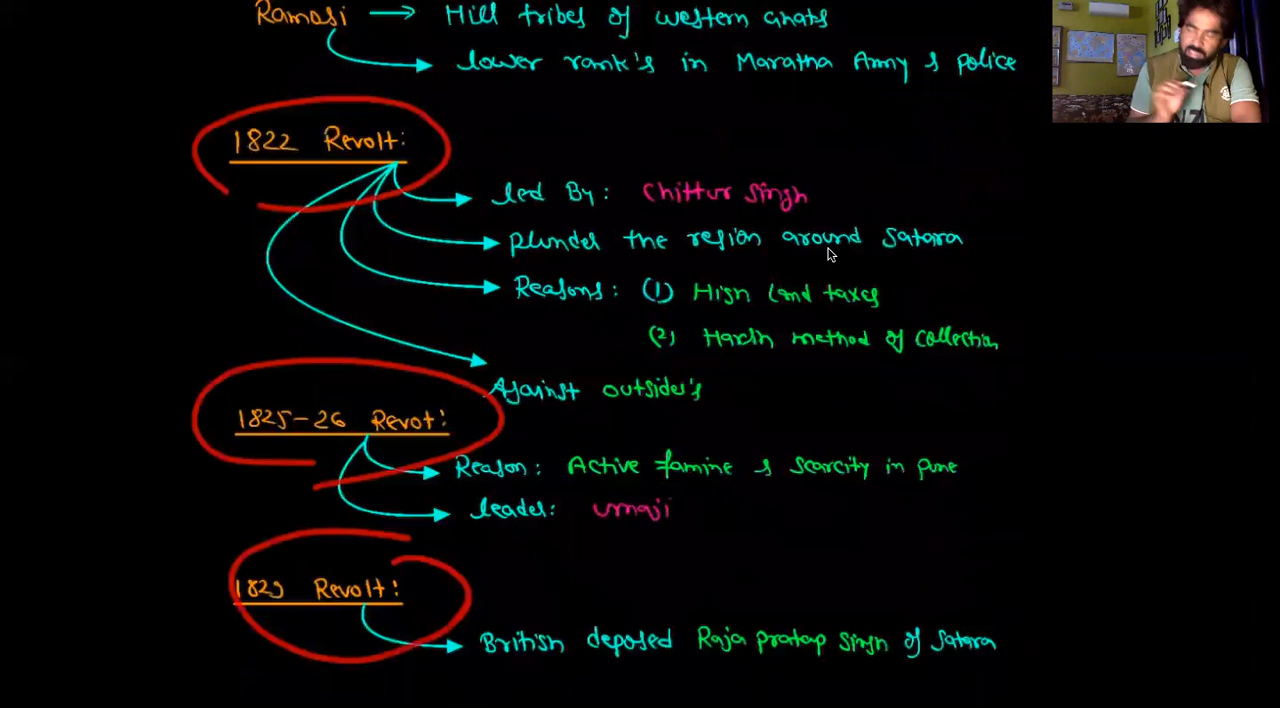 Ramosi → Hill tribes of western Ghats
lower rank's in Maratha Army & police
1822 Revolt:
led By: Chittur Singh
plunder the region around Satara
Reasons: (1) High Land taxes
(2) Harsh method of collection
Against outsider's
1825-26 Revot:
Reason: Active famine & scarcity in pune
leader: umaji
1829 Revolt:
British deposed Raja pratap Singh of Satara